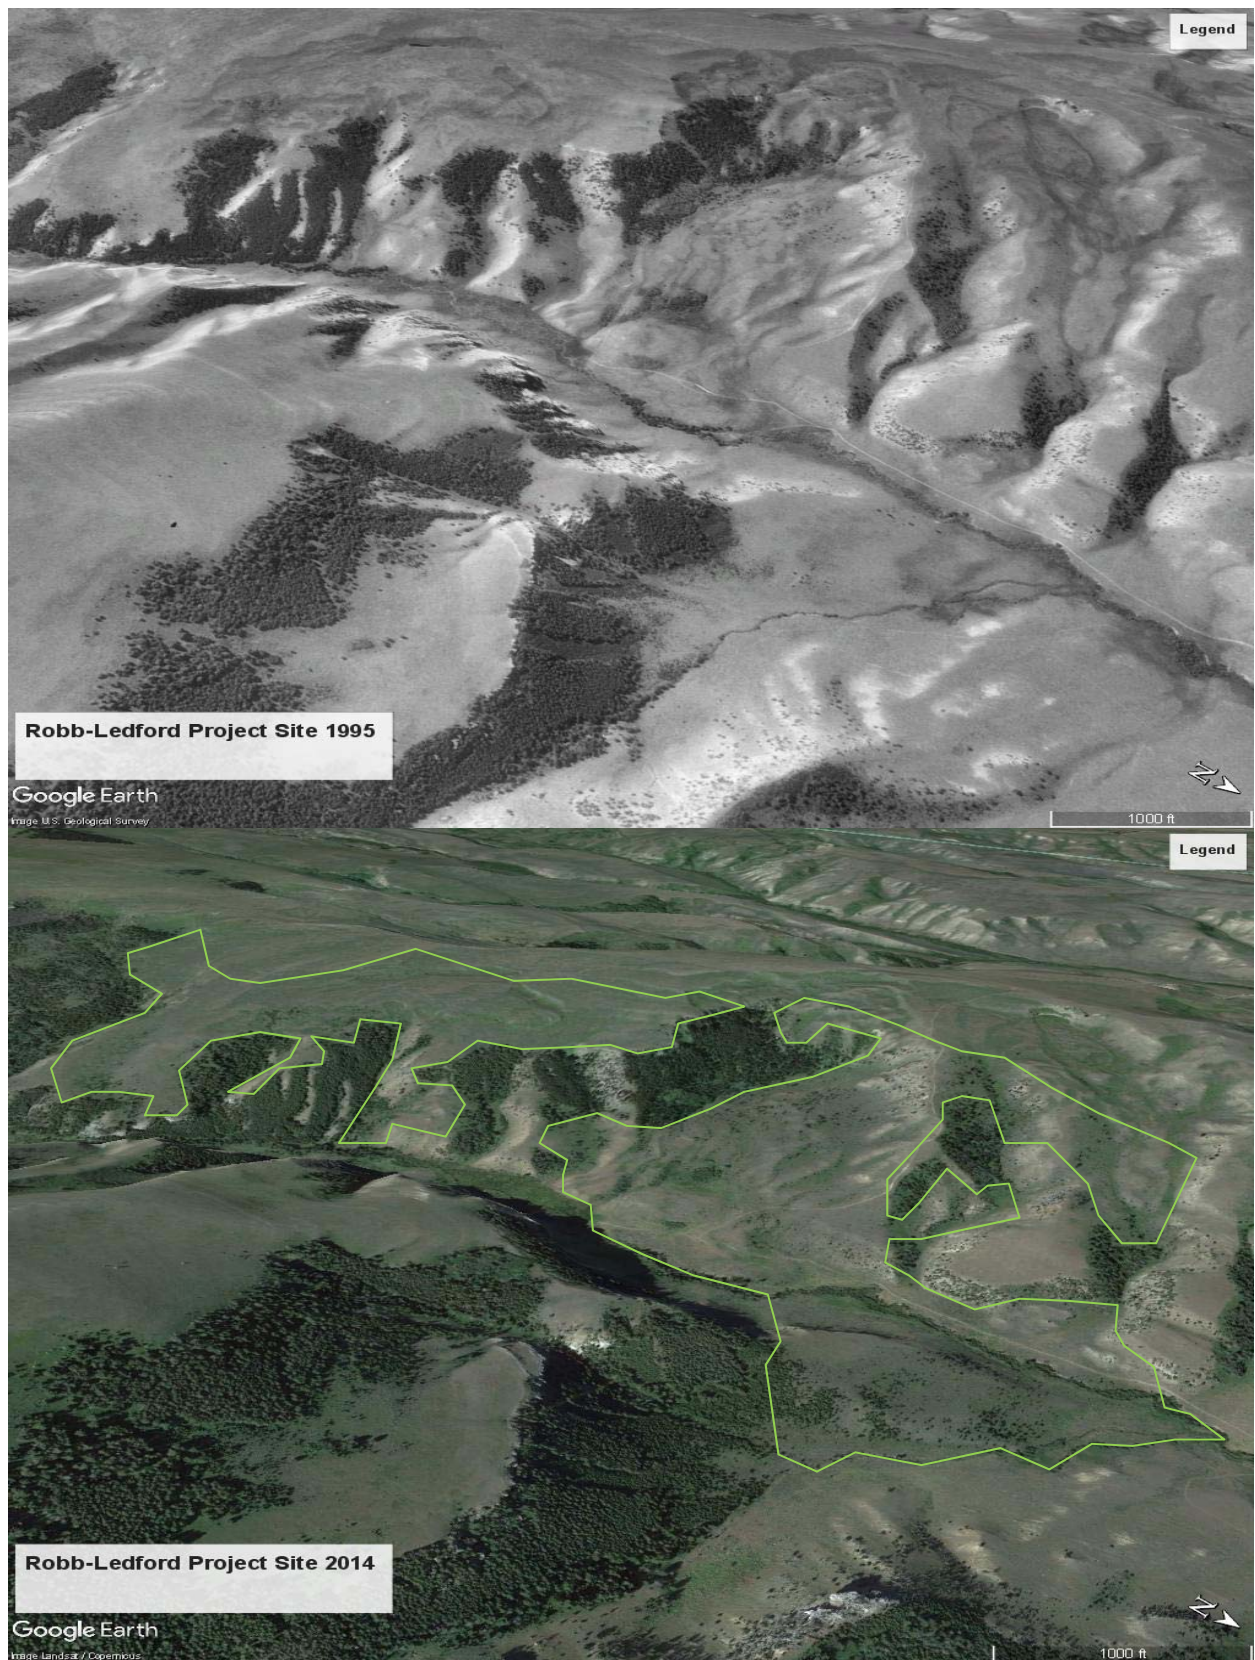 Legend
Robb-Ledford Project Site 1995
N
Google Earth
Image U.S. Geological Survey
1000 ft
Legend
Robb-Ledford Project Site 2014
N
Google Earth
Image Landsat / Copernicus
1000 ft